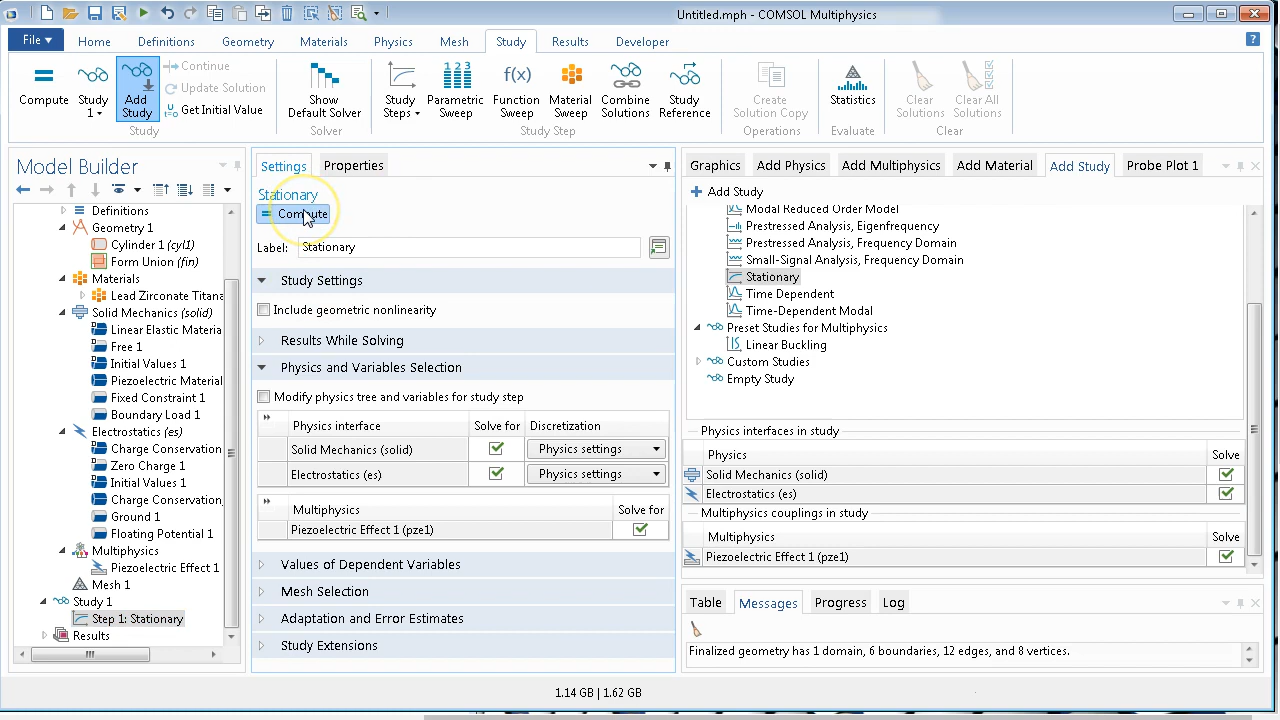 Untitled.mph - COMSOL Multiphysics
File Home Definitions Geometry Materials Physics Mesh Study Results Developer
Compute
Study 1
Add Study
Continue
Update Solution
Get Initial Value
Study
Show Default Solver
Solver
Study Steps
Parametric Sweep
Function Sweep
Material Sweep
Combine Solutions
Study Reference
Study Step
Create Solution Copy
Operations
Statistics
Evaluate
Clear Solutions
Clear All Solutions
Clear
Model Builder
Definitions
Geometry 1
Cylinder 1 (cyl1)
Form Union (fin)
Materials
Lead Zirconate Titana
Solid Mechanics (solid)
Linear Elastic Materia
Free 1
Initial Values 1
Piezoelectric Material
Fixed Constraint 1
Boundary Load 1
Electrostatics (es)
Charge Conservation
Zero Charge 1
Initial Values 1
Charge Conservation,
Ground 1
Floating Potential 1
Multiphysics
Piezoelectric Effect 1
Mesh 1
Study 1
Step 1: Stationary
Results
Settings Properties
Stationary
Compute
Label: Stationary
Study Settings
Include geometric nonlinearity
Results While Solving
Physics and Variables Selection
Modify physics tree and variables for study step
Physics interface Solve for Discretization
Solid Mechanics (solid) Physics settings
Electrostatics (es) Physics settings
Multiphysics Solve for
Piezoelectric Effect 1 (pze1)
Values of Dependent Variables
Mesh Selection
Adaptation and Error Estimates
Study Extensions
Graphics Add Physics Add Multiphysics Add Material Add Study Probe Plot 1
Add Study
Modal Reduced Order Model
Prestressed Analysis, Eigenfrequency
Prestressed Analysis, Frequency Domain
Small-Signal Analysis, Frequency Domain
Stationary
Time Dependent
Time-Dependent Modal
Preset Studies for Multiphysics
Linear Buckling
Custom Studies
Empty Study
Physics interfaces in study
Physics Solve
Solid Mechanics (solid)
Electrostatics (es)
Multiphysics couplings in study
Multiphysics Solve
Piezoelectric Effect 1 (pze1)
Table Messages Progress Log
Finalized geometry has 1 domain, 6 boundaries, 12 edges, and 8 vertices.
1.14 GB | 1.62 GB